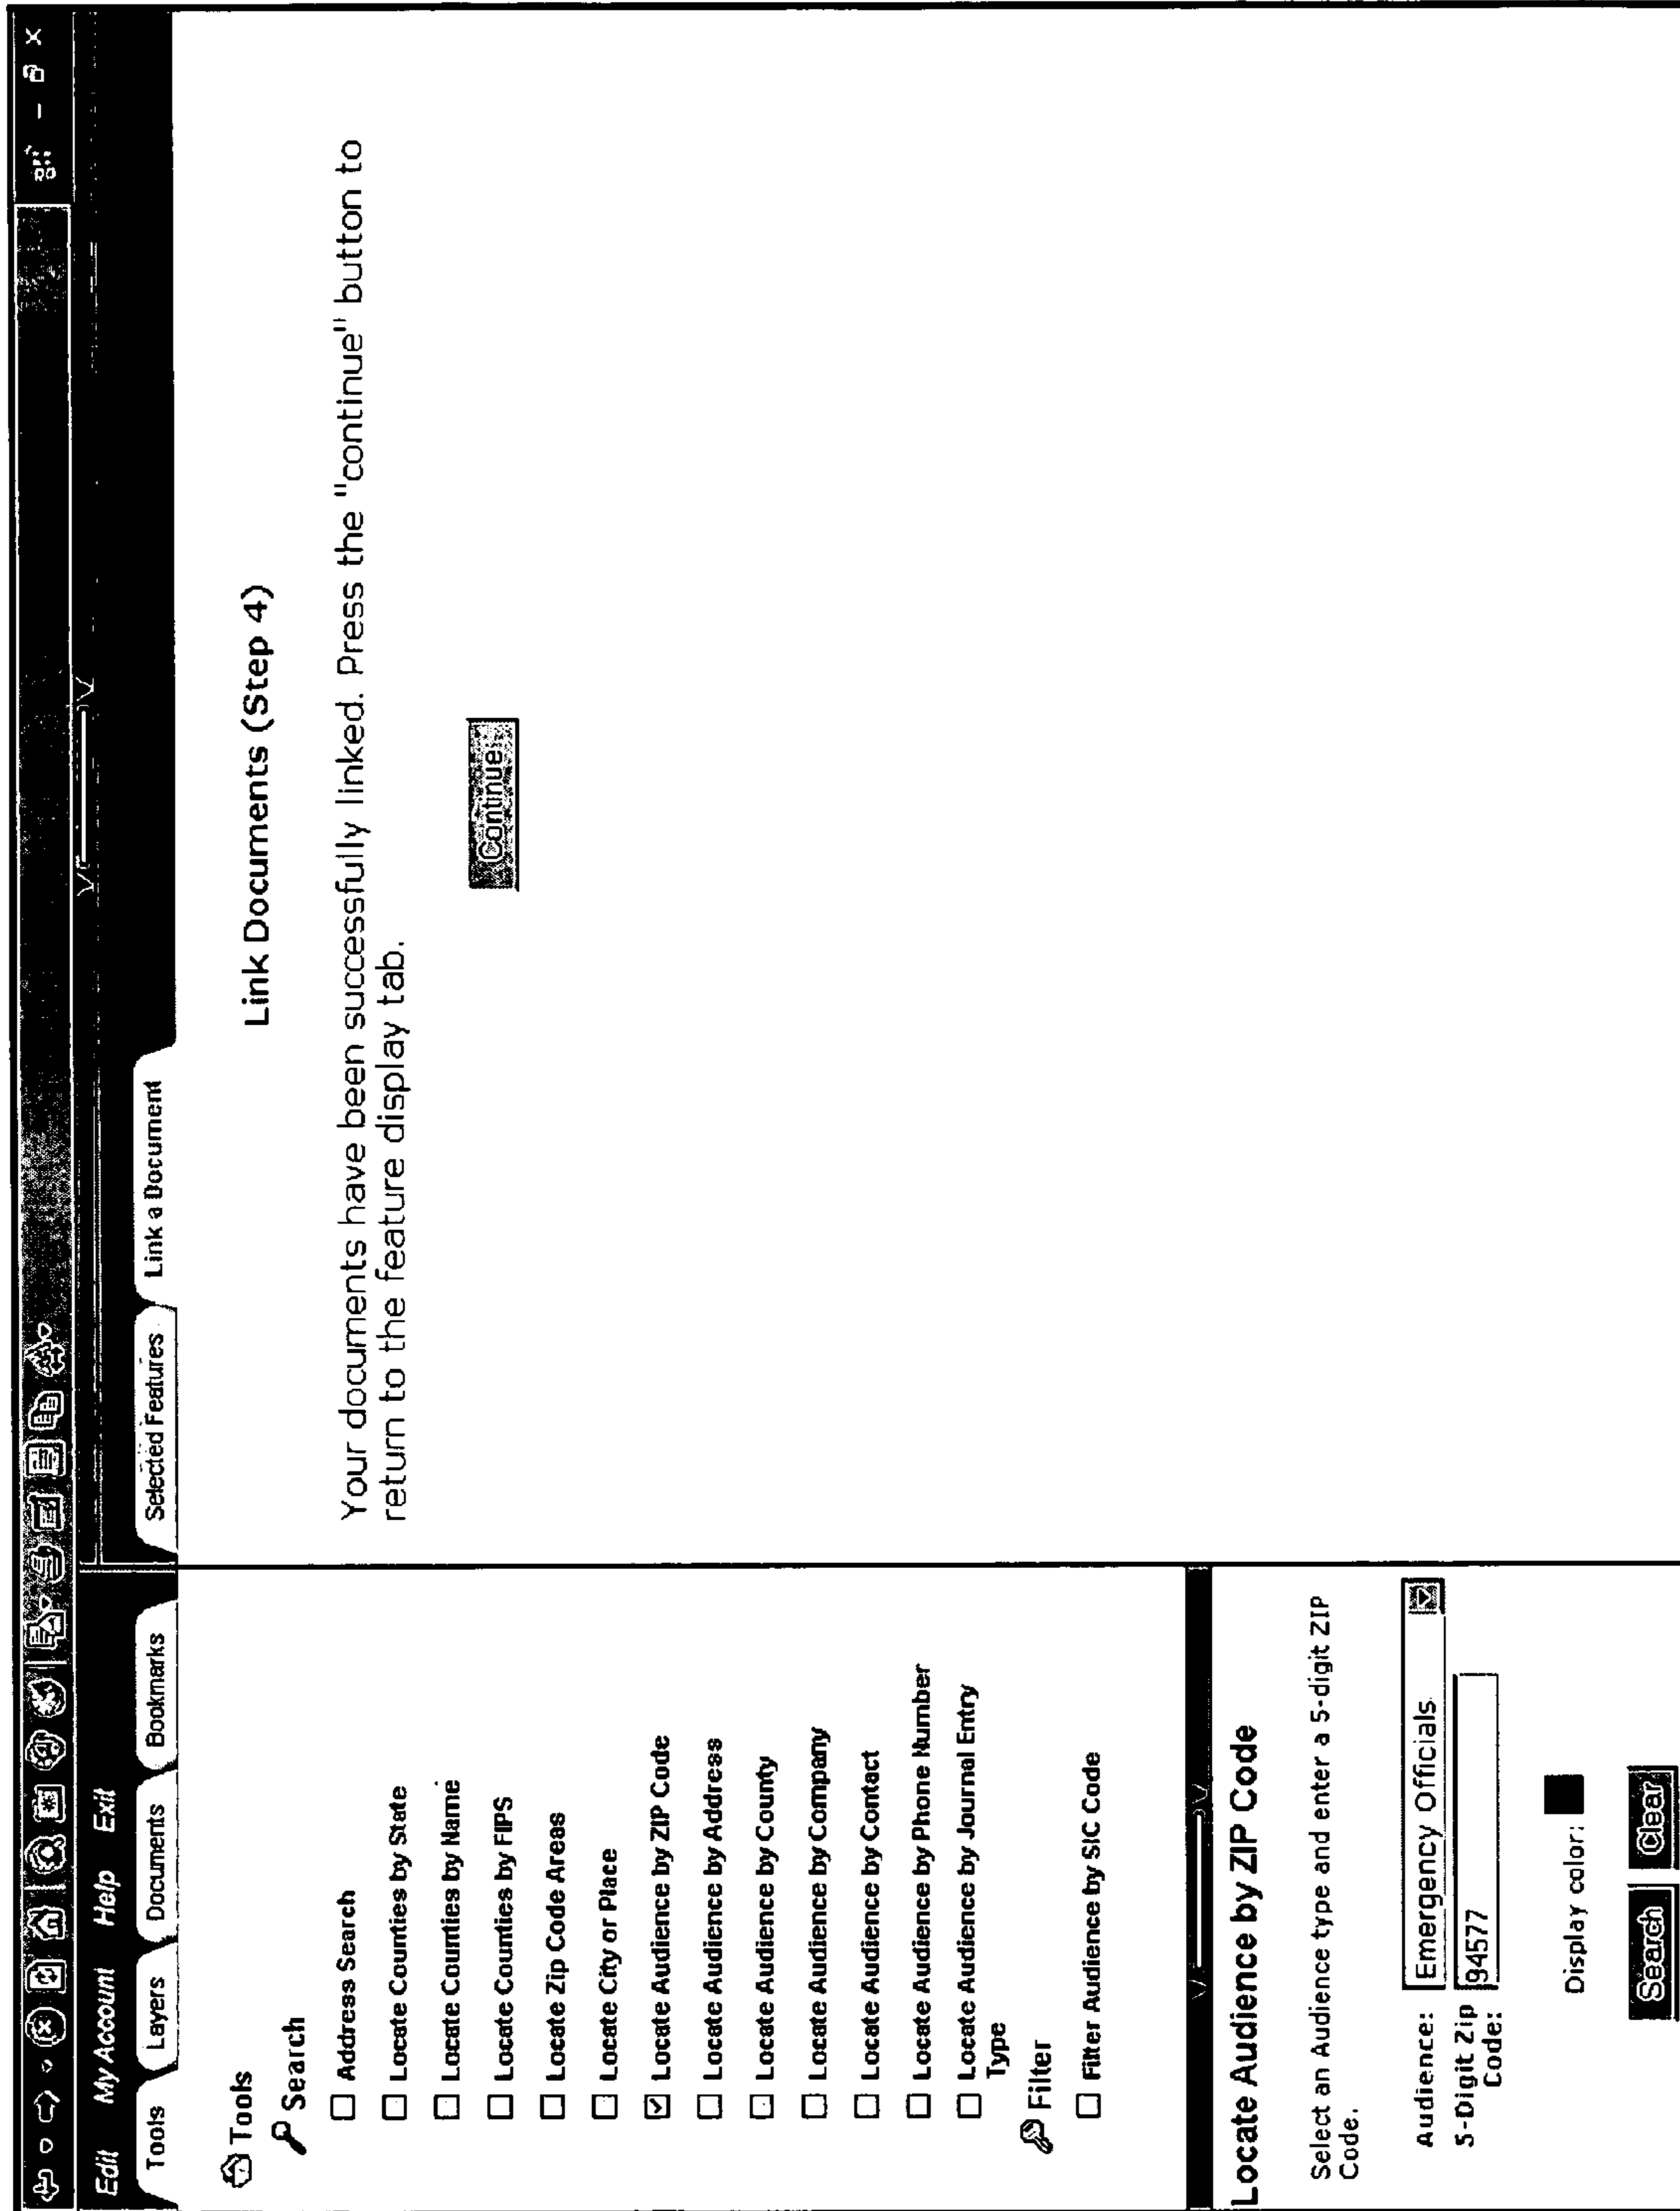 Edit My Account Help Exit
Tools Layers Documents Bookmarks
Selected Features Link a Document
Tools
Search
Address Search
Locate Counties by State
Locate Counties by Name
Locate Counties by FIPS
Locate Zip Code Areas
Locate City or Place
Locate Audience by ZIP Code
Locate Audience by Address
Locate Audience by County
Locate Audience by Company
Locate Audience by Contact
Locate Audience by Phone Number
Locate Audience by Journal Entry
Type
Filter
Filter Audience by SIC Code
Locate Audience by ZIP Code
Select an Audience type and enter a 5-digit ZIP
Code.
Audience: Emergency Officials
5-Digit Zip 94577
Code:
Display color:
Search Clear
Link Documents (Step 4)
Your documents have been successfully linked. Press the "continue" button to
return to the feature display tab.
Continue